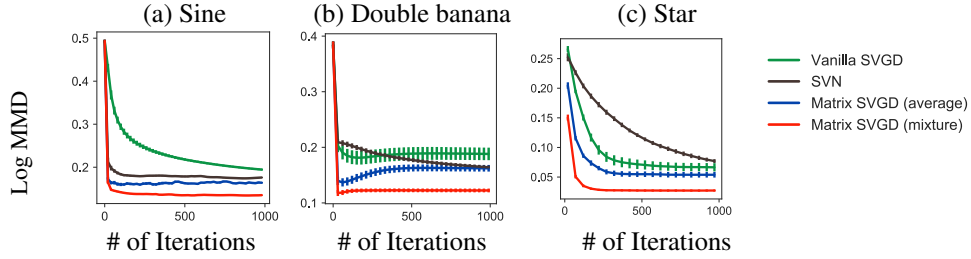 (a) Sine
(b) Double banana
(c) Star
Log MMD
0.5
0.4
0.3
0.2
0
500
1000
# of Iterations
0.4
0.3
0.2
0.1
0
500
1000
# of Iterations
0.25
0.20
0.15
0.10
0.05
0
500
1000
# of Iterations
Vanilla SVGD
SVN
Matrix SVGD (average)
Matrix SVGD (mixture)